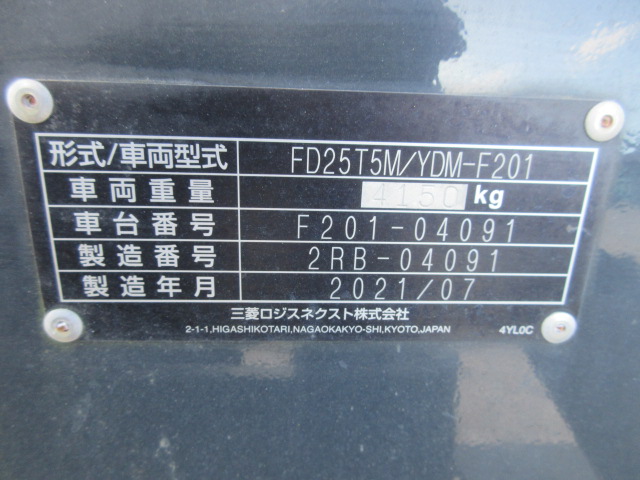 形式/車両型式 FD25T5M/YDM-F201
車両重量 4150 kg
車台番号 F201-04091
製造番号 2RB-04091
製造年月 2021/07
三菱ロジスネクスト株式会社
2-1-1,HIGASHIKOTARI,NAGAOKAKYO-SHI,KYOTO,JAPAN 4YL0C